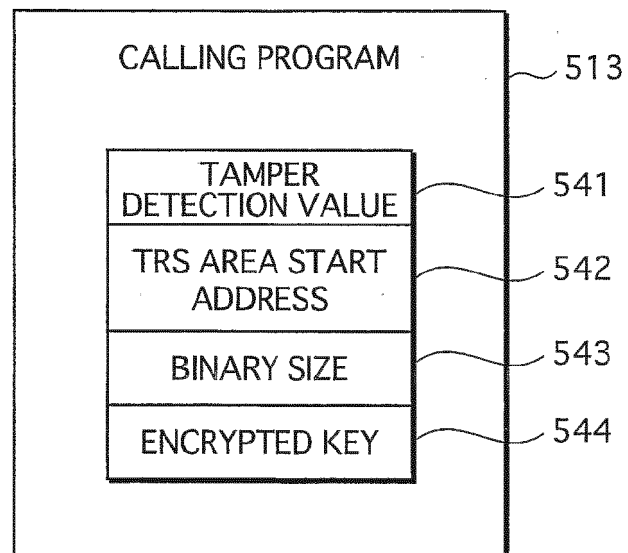 CALLING PROGRAM
513
TAMPER
DETECTION VALUE
541
TRS AREA START
ADDRESS
542
BINARY SIZE
543
ENCRYPTED KEY
544